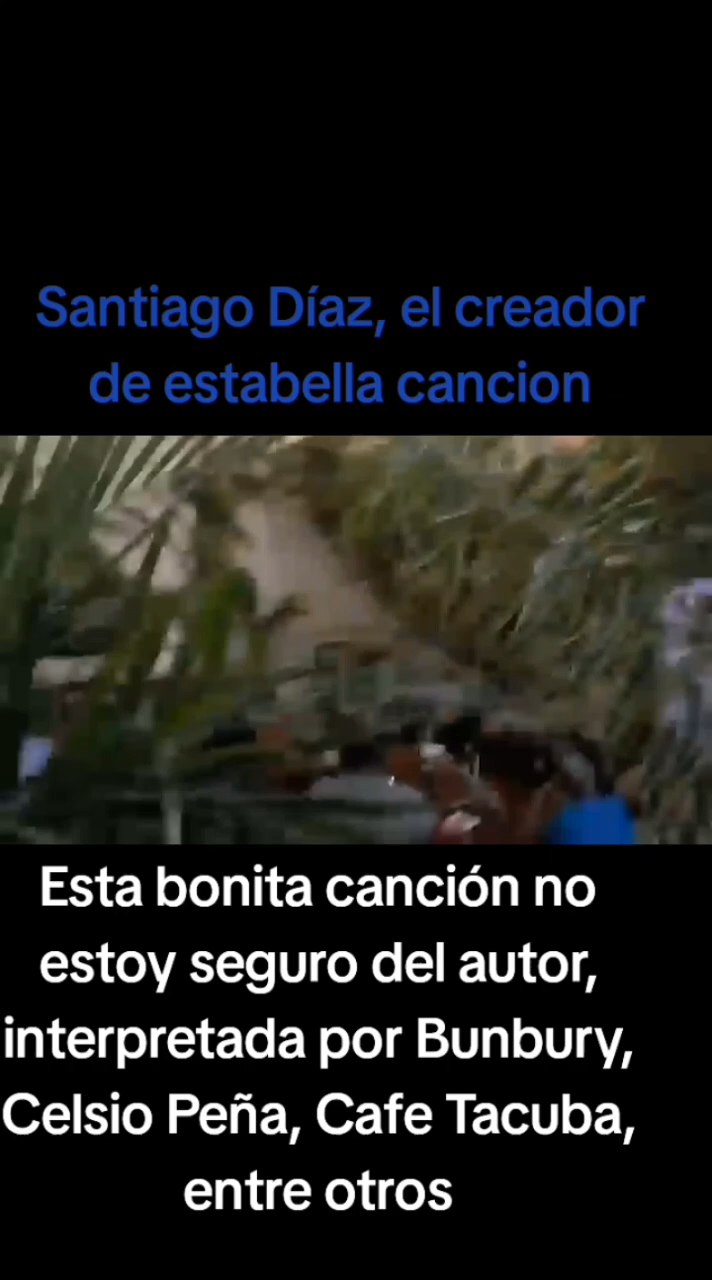 Santiago Díaz, el creador
de estabella cancion
Esta bonita canción no
estoy seguro del autor,
interpretada por Bunbury,
Celsio Peña, Cafe Tacuba,
entre otros